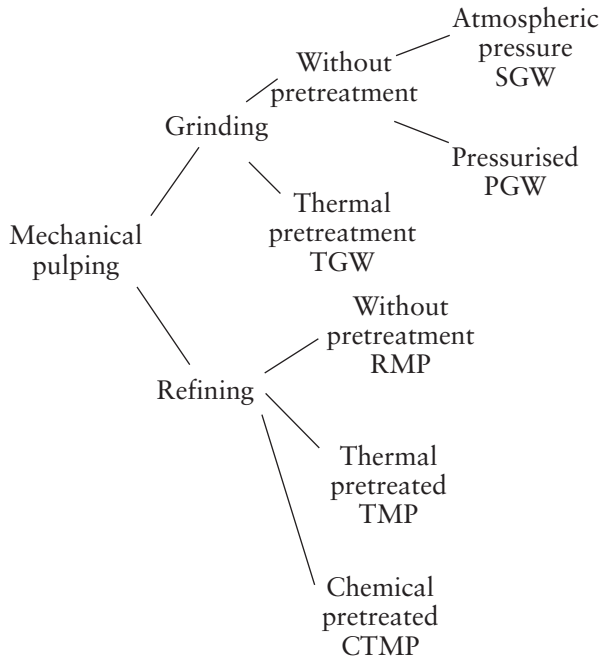 Atmospheric
pressure
SGW
Without
pretreatment
Grinding
Pressurised
PGW
Thermal
pretreatment
TGW
Mechanical
pulping
Without
pretreatment
RMP
Refining
Thermal
pretreated
TMP
Chemical
pretreated
CTMP